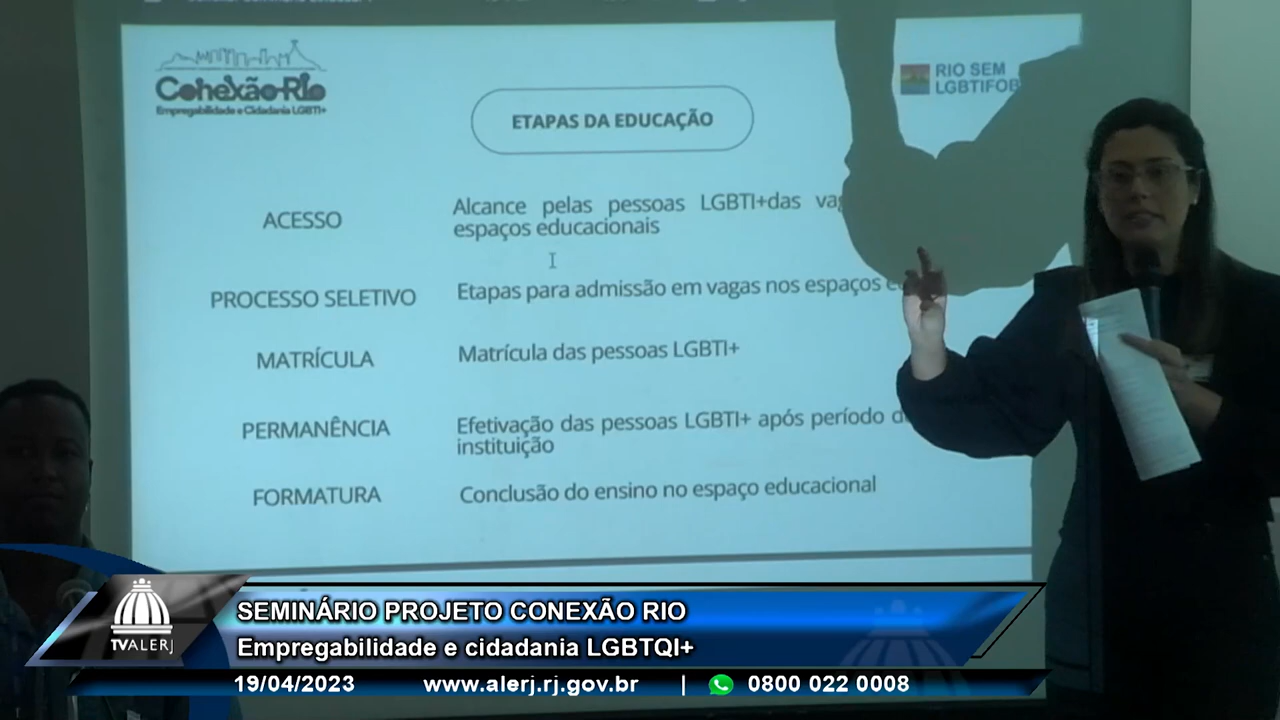 Conexão Rio
Empregabilidade e Cidadania LGBTI+
RIO SEM
LGBTIFOB
ETAPAS DA EDUCAÇÃO
ACESSO
Alcance pelas pessoas LGBTI+das
espaços educacionais
PROCESSO SELETIVO
Etapas para admissão em vagas nos espaços
MATRÍCULA
Matrícula das pessoas LGBTI+
PERMANÊNCIA
Efetivação das pessoas LGBTI+ após período
instituição
FORMATURA
Conclusão do ensino no espaço educacional
TVALERJ
SEMINÁRIO PROJETO CONEXÃO RIO
Empregabilidade e cidadania LGBTQI+
19/04/2023 www.alerj.rj.gov.br | 0800 022 0008